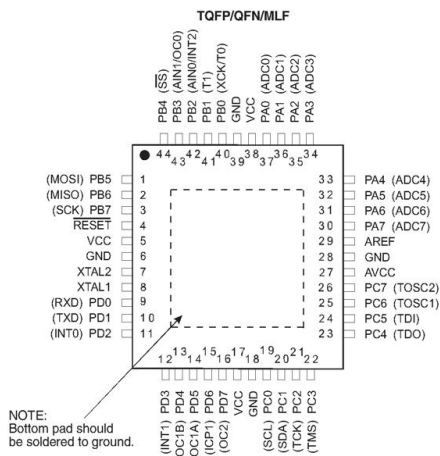 TQFP/QFN/MLF
PB4 (SS)
PB3 (AIN1/OC0)
PB2 (AIN0/INT2)
PB1 (T1)
PB0 (XCK/T0)
GND
VCC
PA0 (ADC0)
PA1 (ADC1)
PA2 (ADC2)
PA3 (ADC3)
44 43 42 41 40 39 38 37 36 35 34
(MOSI) PB5 1
(MISO) PB6 2
(SCK) PB7 3
RESET 4
VCC 5
GND 6
XTAL2 7
XTAL1 8
(RXD) PD0 9
(TXD) PD1 10
(INT0) PD2 11
33 PA4 (ADC4)
32 PA5 (ADC5)
31 PA6 (ADC6)
30 PA7 (ADC7)
29 AREF
28 GND
27 AVCC
26 PC7 (TOSC2)
25 PC6 (TOSC1)
24 PC5 (TDI)
23 PC4 (TDO)
12 13 14 15 16 17 18 19 20 21 22
(INT1) PD3
(OC1B) PD4
(OC1A) PD5
(ICP1) PD6
(OC2) PD7
VCC
GND
(SCL) PC0
(SDA) PC1
(TCK) PC2
(TMS) PC3
NOTE:
Bottom pad should
be soldered to ground.